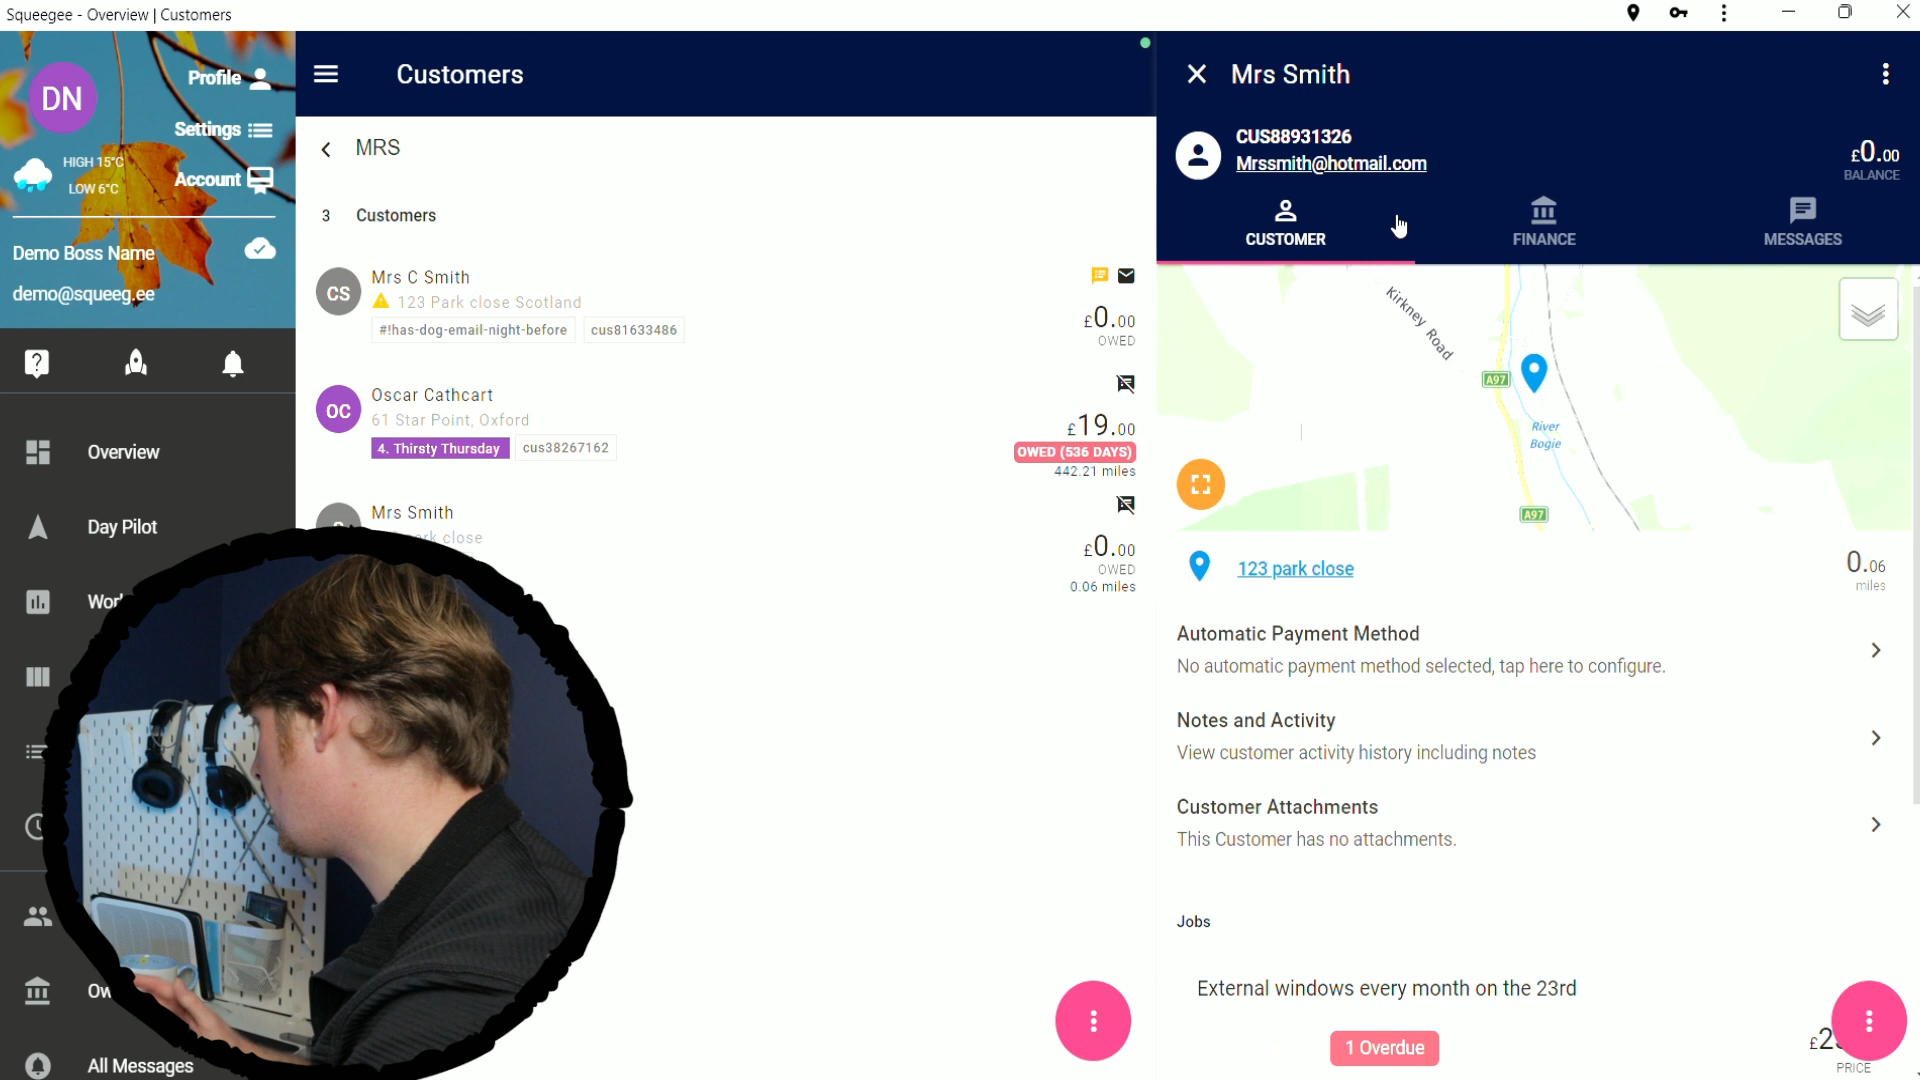 Squeegee - Overview | Customers
DN
Profile
Settings
HIGH 15°C
LOW 6°C
Account
Demo Boss Name
demo@squeeg.ee
Overview
Day Pilot
All Messages
Customers
MRS
3 Customers
CS
Mrs C Smith
123 Park close Scotland
#!has-dog-email-night-before
cus81633486
£0.00
OWED
OC
Oscar Cathcart
61 Star Point, Oxford
4. Thirsty Thursday
cus38267162
£19.00
OWED (536 DAYS)
442.21 miles
Mrs Smith
close
£0.00
OWED
0.06 miles
Mrs Smith
CUS88931326
Mrssmith@hotmail.com
£0.00
BALANCE
CUSTOMER
FINANCE
MESSAGES
Kirkney Road
A97
River
Bogie
A97
123 park close
0.06
miles
Automatic Payment Method
No automatic payment method selected, tap here to configure.
Notes and Activity
View customer activity history including notes
Customer Attachments
This Customer has no attachments.
Jobs
External windows every month on the 23rd
1 Overdue
PRICE